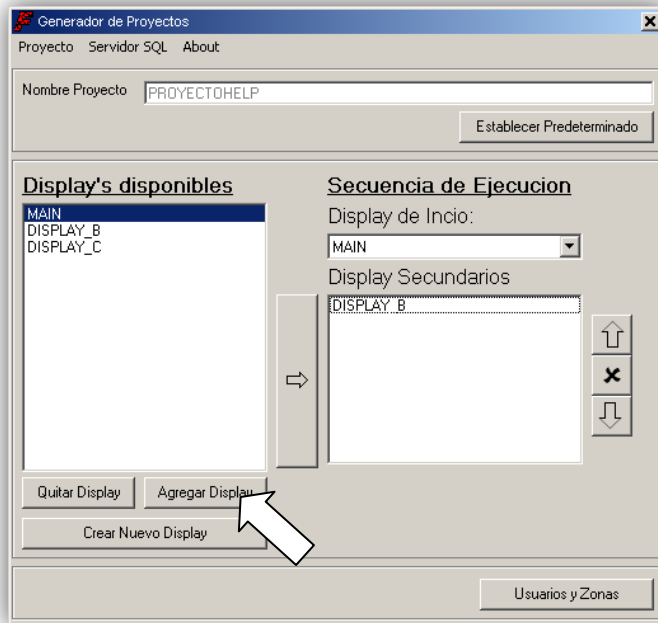 Generador de Proyectos
Proyecto Servidor SQL About
Nombre Proyecto PROYECTOHELP
Establecer Predeterminado
Display's disponibles
MAIN
DISPLAY_B
DISPLAY_C
Quitar Display Agregar Display
Crear Nuevo Display
Secuencia de Ejecucion
Display de Incio:
MAIN
Display Secundarios
DISPLAY_B
Usuarios y Zonas